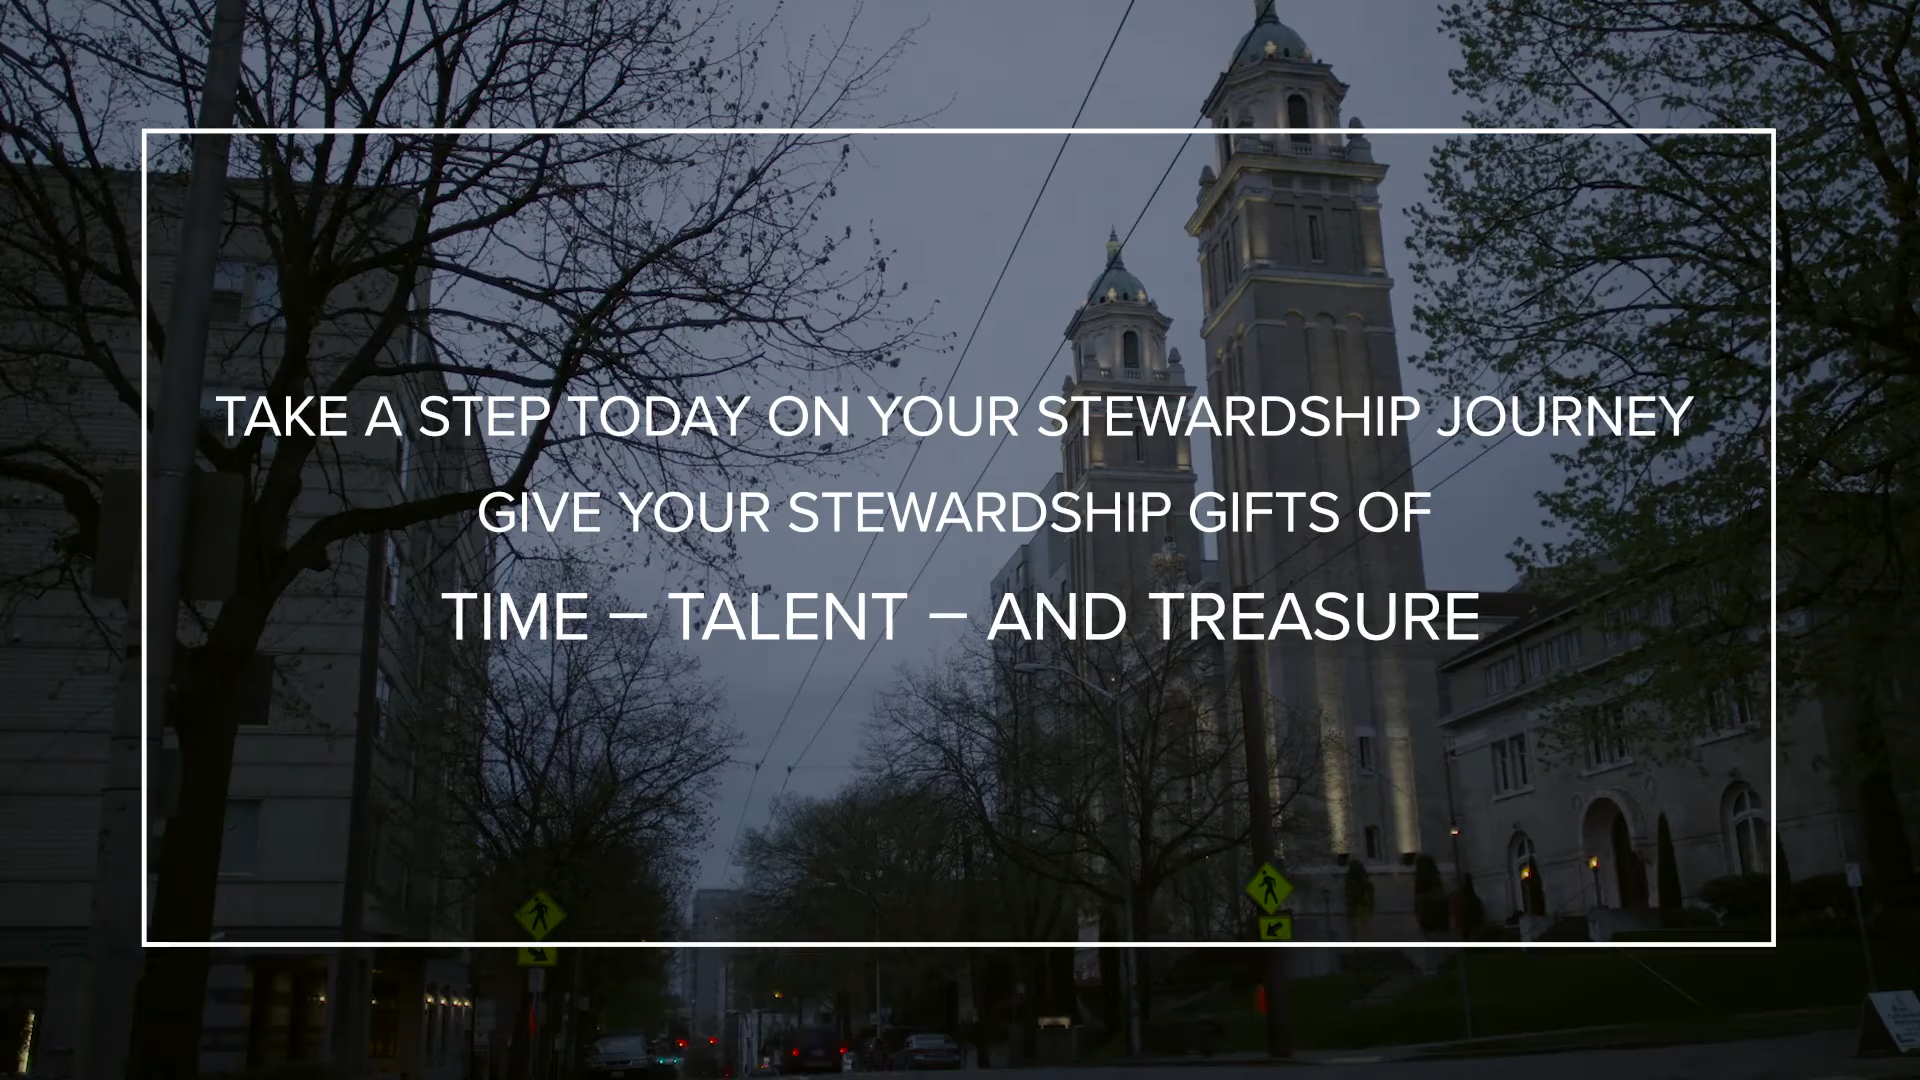 TAKE A STEP TODAY ON YOUR STEWARDSHIP JOURNEY
GIVE YOUR STEWARDSHIP GIFTS OF
TIME – TALENT – AND TREASURE